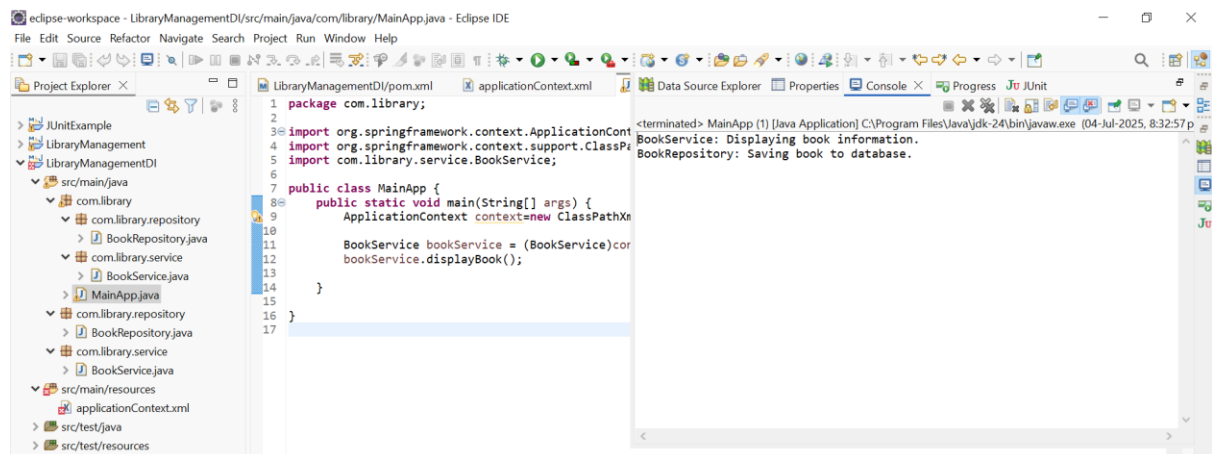 eclipse-workspace - LibraryManagementDI/src/main/java/com/library/MainApp.java - Eclipse IDE
File Edit Source Refactor Navigate Search Project Run Window Help
Project Explorer
JUnitExample
LibraryManagement
LibraryManagementDI
src/main/java
com.library
com.library.repository
BookRepository.java
com.library.service
BookService.java
MainApp.java
com.library.repository
BookRepository.java
com.library.service
BookService.java
src/main/resources
applicationContext.xml
src/test/java
src/test/resources
LibraryManagementDI/pom.xml applicationContext.xml
1 package com.library;
2
3 import org.springframework.context.ApplicationCont
4 import org.springframework.context.support.ClassPa
5 import com.library.service.BookService;
6
7 public class MainApp {
8 public static void main(String[] args) {
9 ApplicationContext context=new ClassPathXm
10
11 BookService bookService = (BookService)con
12 bookService.displayBook();
13
14 }
15
16 }
17
Data Source Explorer Properties Console Progress Ju JUnit
<terminated> MainApp (1) [Java Application] C:\Program Files\Java\jdk-24\bin\javaw.exe (04-Jul-2025, 8:32:57 p
BookService: Displaying book information.
BookRepository: Saving book to database.
Ju